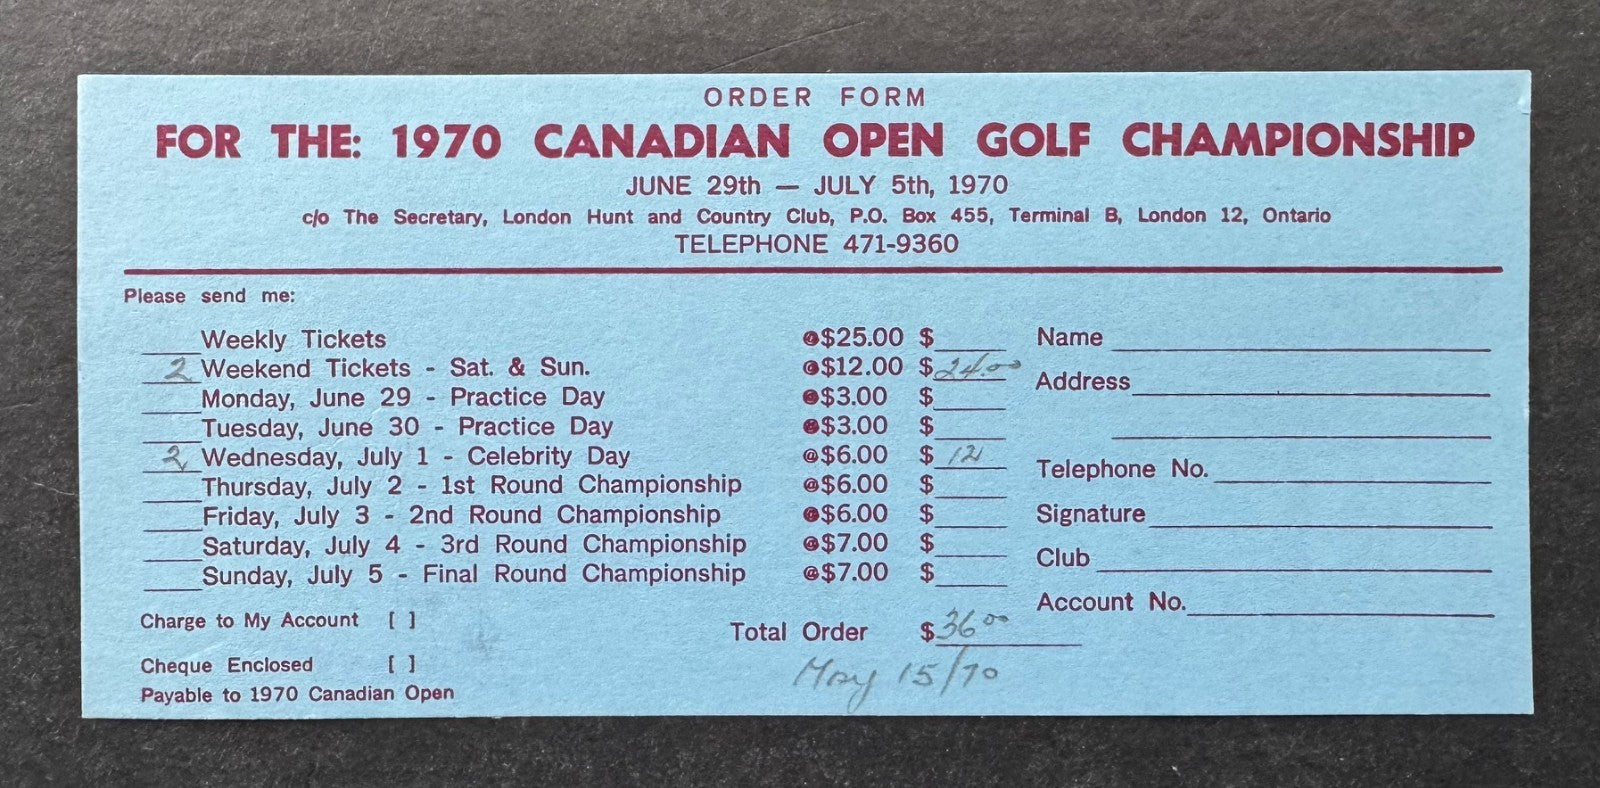 ORDER FORM
FOR THE: 1970 CANADIAN OPEN GOLF CHAMPIONSHIP
JUNE 29th — JULY 5th, 1970
c/o The Secretary, London Hunt and Country Club, P.O. Box 455, Terminal B, London 12, Ontario
TELEPHONE 471-9360
Please send me:
Weekly Tickets @$25.00 $
2 Weekend Tickets - Sat. & Sun. @$12.00 $24.00
Monday, June 29 - Practice Day @$3.00 $
Tuesday, June 30 - Practice Day @$3.00 $
2 Wednesday, July 1 - Celebrity Day @$6.00 $12
Thursday, July 2 - 1st Round Championship @$6.00 $
Friday, July 3 - 2nd Round Championship @$6.00 $
Saturday, July 4 - 3rd Round Championship @$7.00 $
Sunday, July 5 - Final Round Championship @$7.00 $
Name
Address
Telephone No.
Signature
Club
Account No.
Charge to My Account [ ]
Total Order $36.00
Cheque Enclosed [ ]
May 15/70
Payable to 1970 Canadian Open